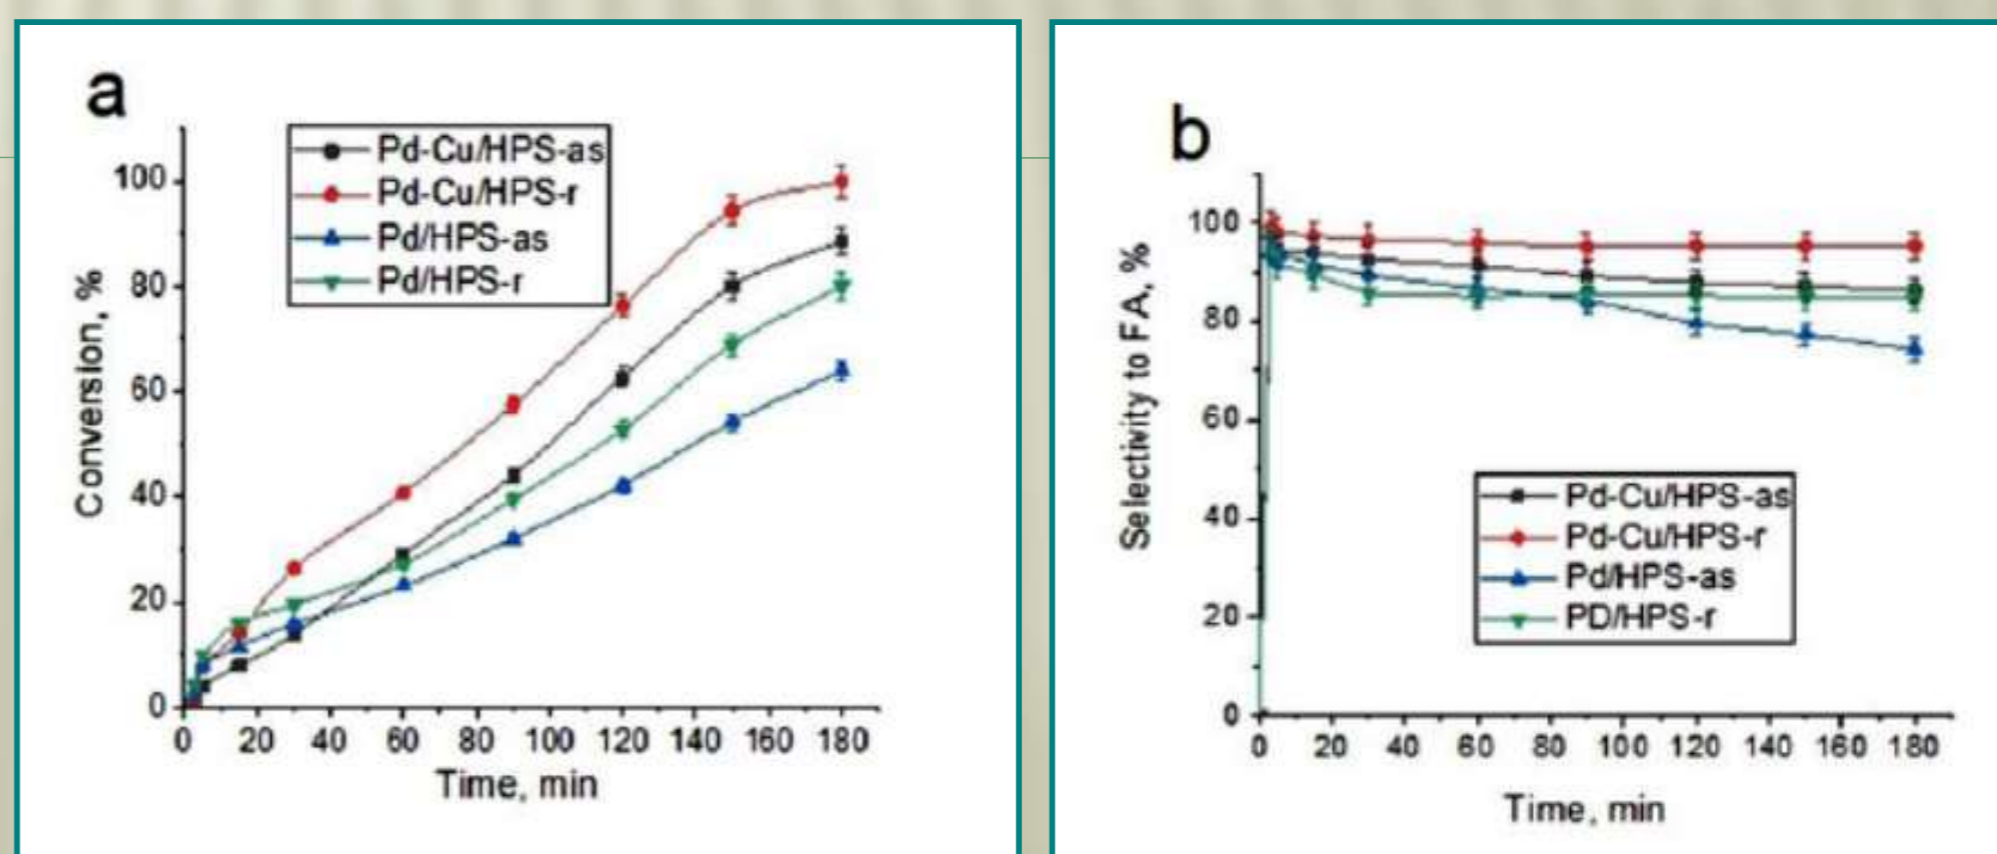 a
Pd-Cu/HPS-as
Pd-Cu/HPS-r
Pd/HPS-as
Pd/HPS-r
Conversion, %
100
80
60
40
20
0
0 20 40 60 80 100 120 140 160 180
Time, min
b
Selectivity to FA, %
100
80
60
40
20
0
Pd-Cu/HPS-as
Pd-Cu/HPS-r
Pd/HPS-as
PD/HPS-r
0 20 40 60 80 100 120 140 160 180
Time, min